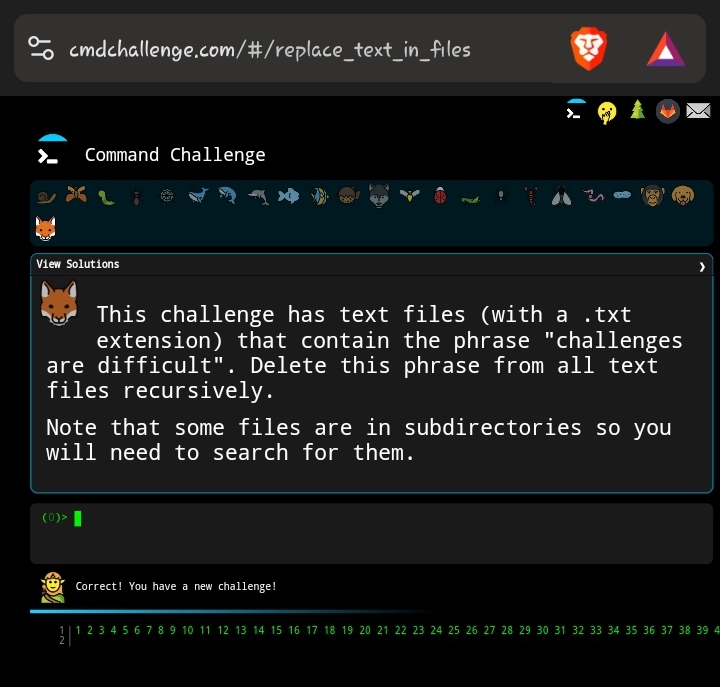 cmdchallenge.com/#/replace_text_in_files
Command Challenge
View Solutions
This challenge has text files (with a .txt
extension) that contain the phrase "challenges
are difficult". Delete this phrase from all text
files recursively.
Note that some files are in subdirectories so you
will need to search for them.
(0)>
Correct! You have a new challenge!
1 1 2 3 4 5 6 7 8 9 10 11 12 13 14 15 16 17 18 19 20 21 22 23 24 25 26 27 28 29 30 31 32 33 34 35 36 37 38 39 4
2